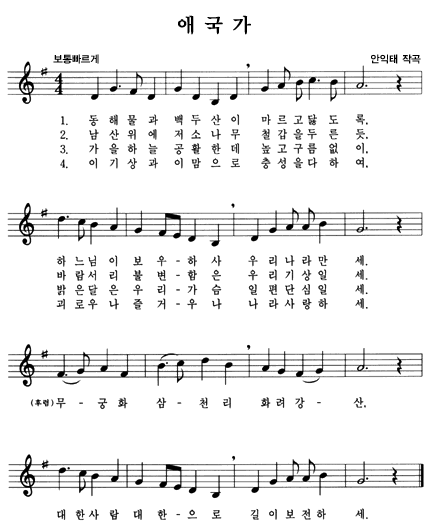 애국가
보통빠르게 안익태 작곡
4
4
1. 동 해 물 과 백 두 산 이 마 르 고 닳 도 록.
2. 남 산 위 에 저 소 나 무 철 갑 을 두 른 듯.
3. 가 을 하 늘 공 활 한 데 높 고 구 름 없 이.
4. 이 기 상 과 이 맘 으 로 충 성 을 다 하 여.
하 느 님 이 보 우 - 하 사 우 리 나 라 만 세.
바 람 서 리 불 변 - 함 은 우 리 기 상 일 세.
밝 은 달 은 우 리 - 가 슴 일 편 단 심 일 세.
괴 로 우 나 즐 거 - 우 나 나 라 사 랑 하 세.
(후렴) 무 - 궁 화 삼 - 천 리 화 려 강 - 산.
대 한 사 람 대 한 - 으 로 길 이 보 전 하 세.